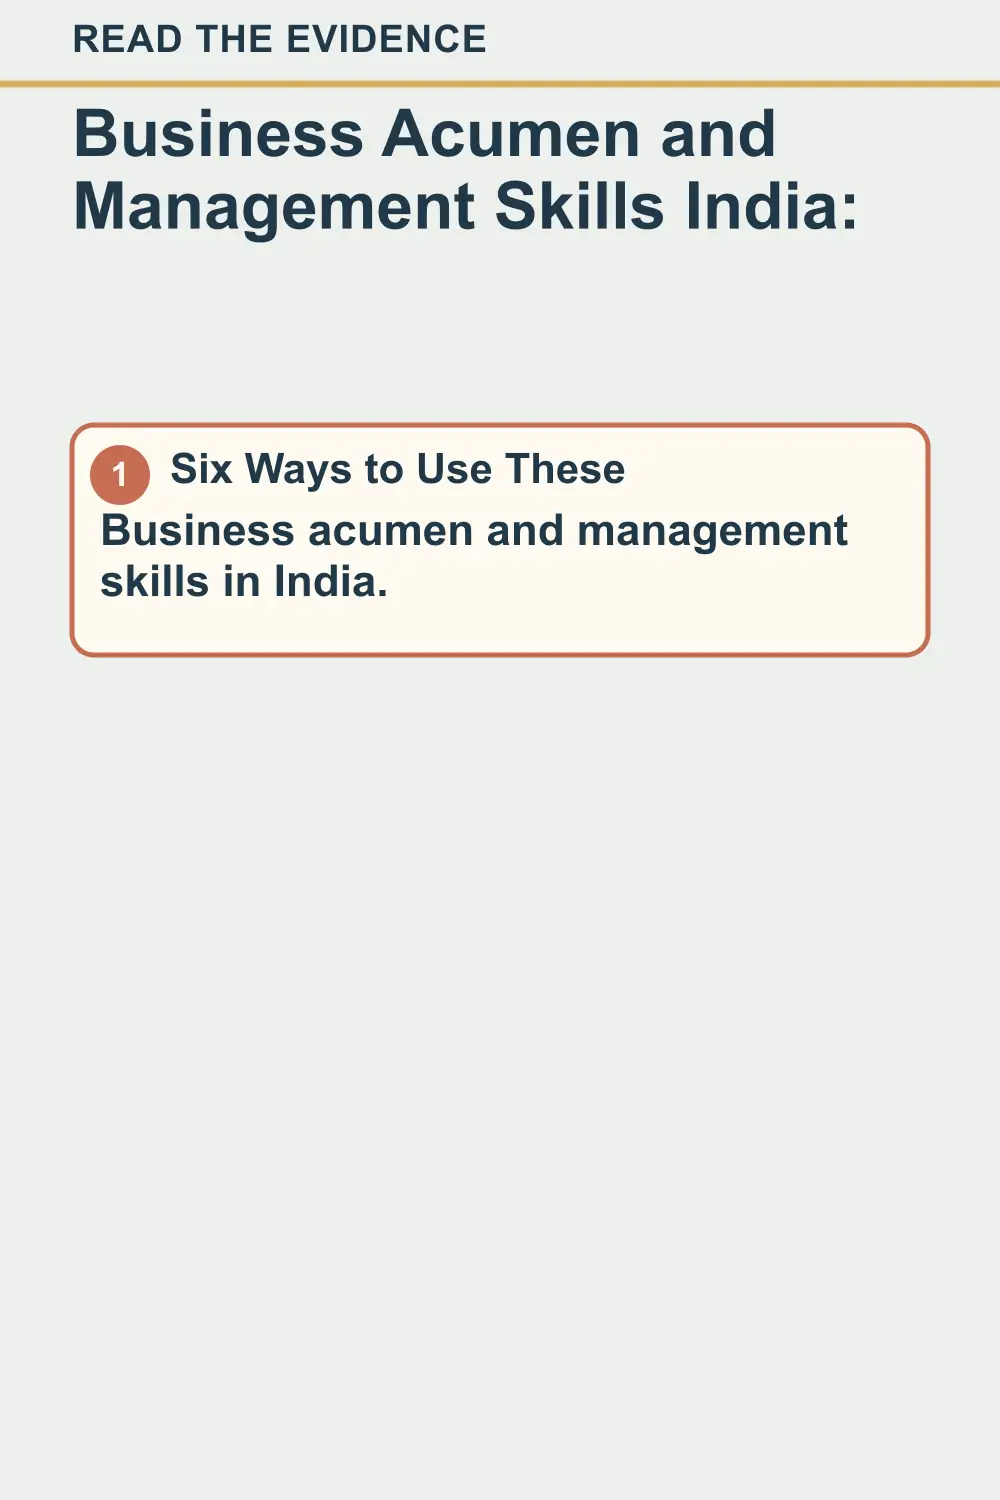 READ THE EVIDENCE
Business Acumen and
Management Skills India:
1 Six Ways to Use These
Business acumen and management
skills in India.